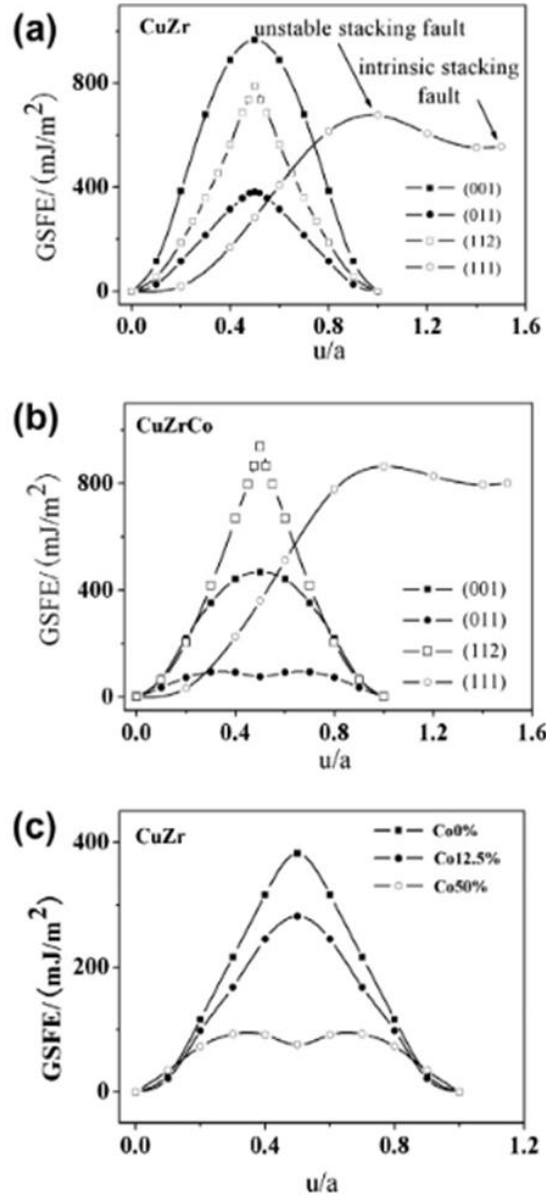 (a)
CuZr
unstable stacking fault
intrinsic stacking
fault
GSFE/(mJ/m²)
800
400
0
(001)
(011)
(112)
(111)
0.0 0.4 0.8 1.2 1.6
u/a
(b)
CuZrCo
GSFE/(mJ/m²)
800
400
0
(001)
(011)
(112)
(111)
0.0 0.4 0.8 1.2 1.6
u/a
(c)
CuZr
Co0%
Co12.5%
Co50%
GSFE/(mJ/m²)
400
200
0
0.0 0.4 0.8 1.2
u/a